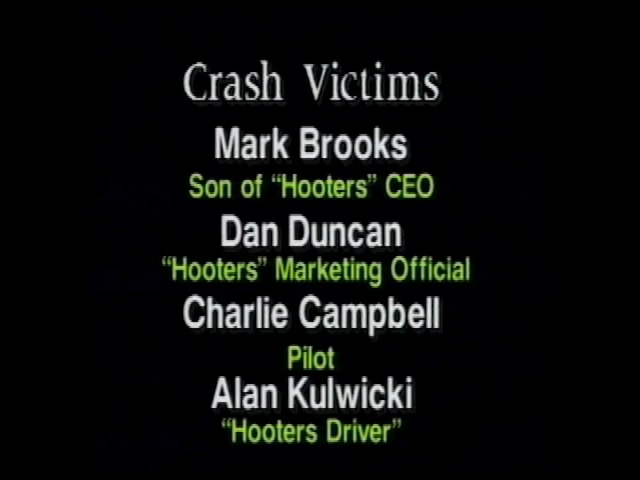 Crash Victims
Mark Brooks
Son of "Hooters" CEO
Dan Duncan
"Hooters" Marketing Official
Charlie Campbell
Pilot
Alan Kulwicki
"Hooters Driver"